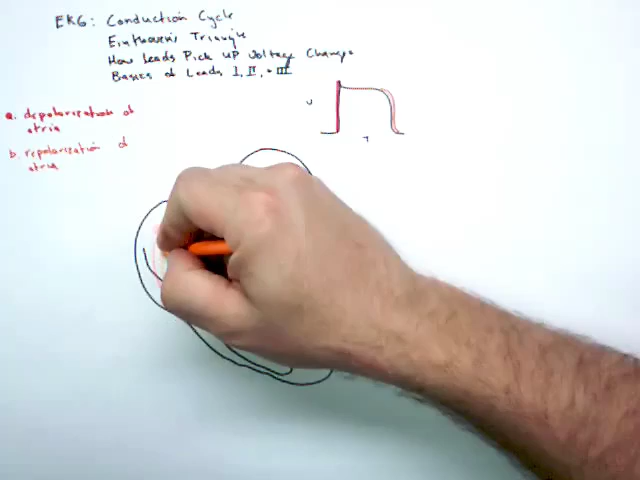 EKG: Conduction Cycle
Einthoven's Triangle
How Leads Pick up Voltage Change
Basics of Leads I, II, + III
a. depolarization of
atria
b. repolarization of
atria
V
T